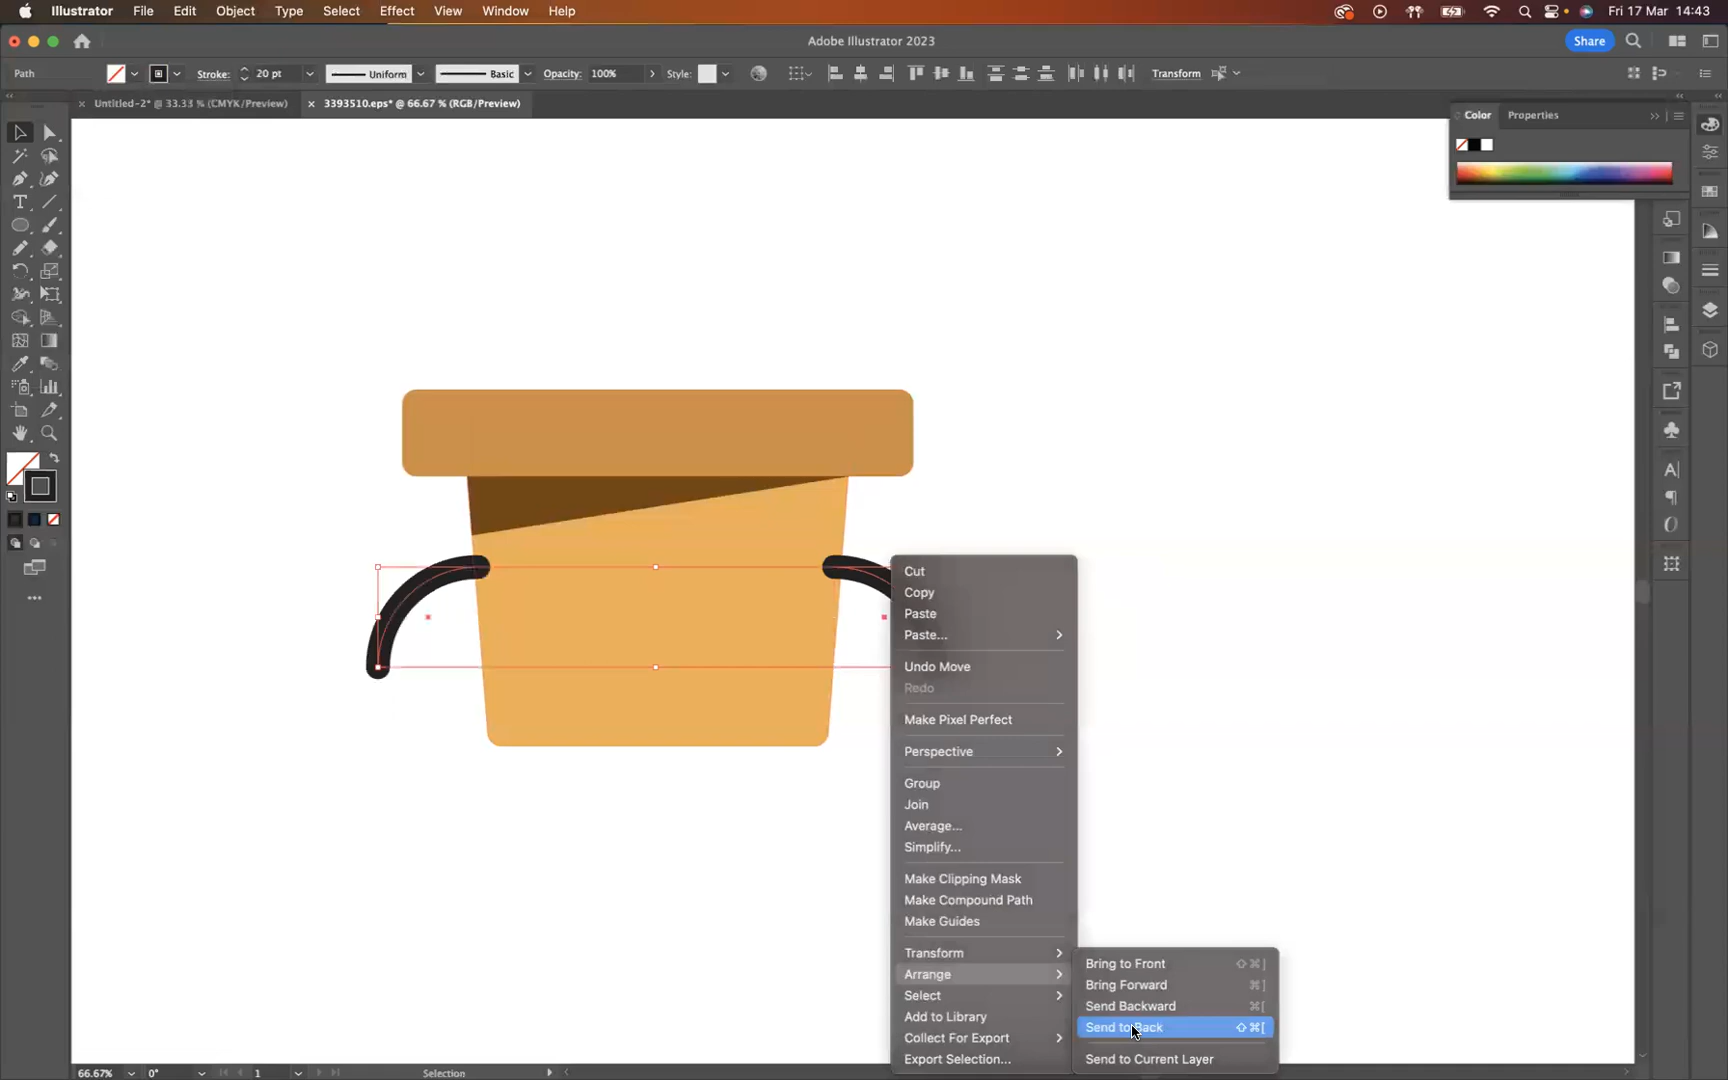 Illustrator File Edit Object Type Select Effect View Window Help Fri 17 Mar 14:43
Adobe Illustrator 2023 Share
Path Stroke: 20 pt Uniform Basic Opacity: 100% Style: Transform
Untitled-2* @ 33.33 % (CMYK/Preview) 3393510.eps* @ 66.67 % (RGB/Preview)
Color Properties
Cut
Copy
Paste
Paste...
Undo Move
Redo
Make Pixel Perfect
Perspective
Group
Join
Average...
Simplify...
Make Clipping Mask
Make Compound Path
Make Guides
Transform
Arrange
Select
Add to Library
Collect For Export
Export Selection...
Bring to Front ⇧⌘]
Bring Forward ⌘]
Send Backward ⌘[
Send to Back ⇧⌘[
Send to Current Layer
66.67% 0° 1 Selection